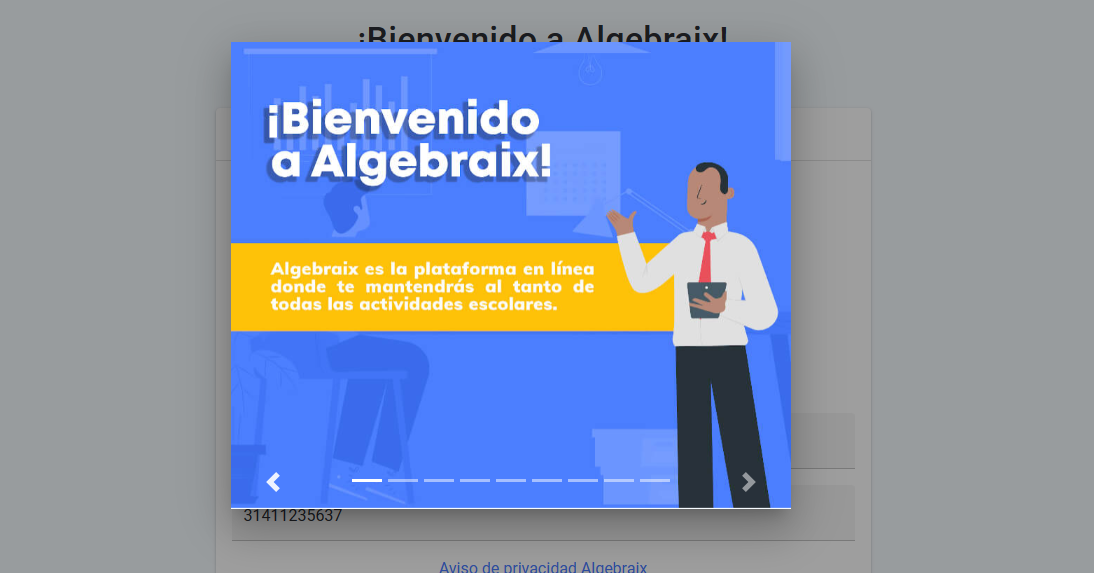 ¡Bienvenido a Algebraix!
¡Bienvenido
a Algebraix!
Algebraix es la plataforma en línea
donde te mantendrás al tanto de
todas las actividades escolares.
31411235637
Aviso de privacidad Algebraix